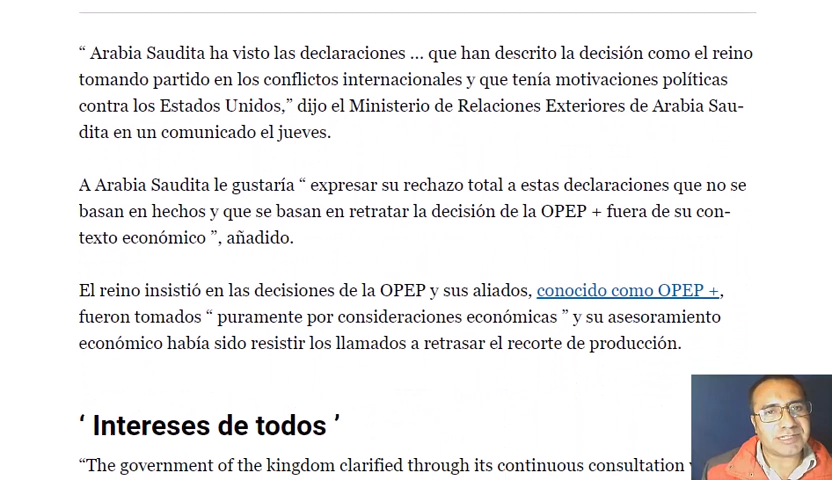 “ Arabia Saudita ha visto las declaraciones ... que han descrito la decisión como el reino
tomando partido en los conflictos internacionales y que tenía motivaciones políticas
contra los Estados Unidos,” dijo el Ministerio de Relaciones Exteriores de Arabia Sau-
dita en un comunicado el jueves.
A Arabia Saudita le gustaría “ expresar su rechazo total a estas declaraciones que no se
basan en hechos y que se basan en retratar la decisión de la OPEP + fuera de su con-
texto económico ”, añadido.
El reino insistió en las decisiones de la OPEP y sus aliados, conocido como OPEP +,
fueron tomados “ puramente por consideraciones económicas ” y su asesoramiento
económico había sido resistir los llamados a retrasar el recorte de producción.
‘ Intereses de todos ’
“The government of the kingdom clarified through its continuous consultation